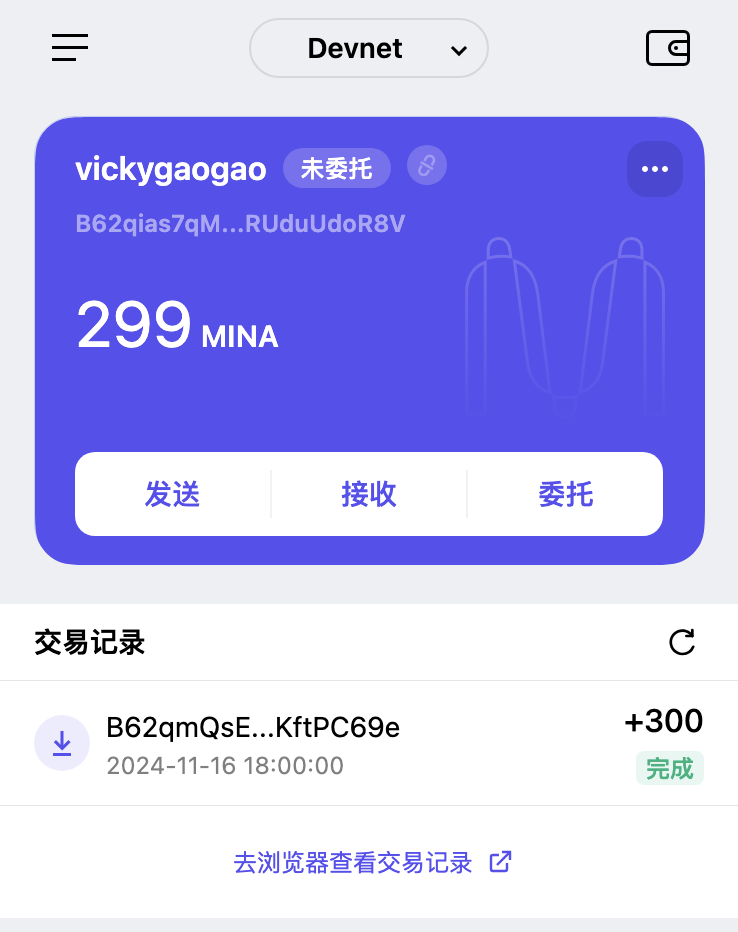 Devnet
vickygaogao 未委托
B62qias7qM...RUduUdoR8V
299 MINA
发送 接收 委托
交易记录
B62qmQsE...KftPC69e +300
2024-11-16 18:00:00 完成
去浏览器查看交易记录